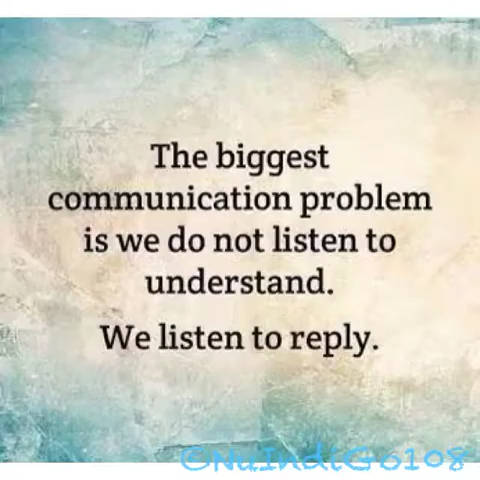 The biggest
communication problem
is we do not listen to
understand.
We listen to reply.
©NuIndiGo108